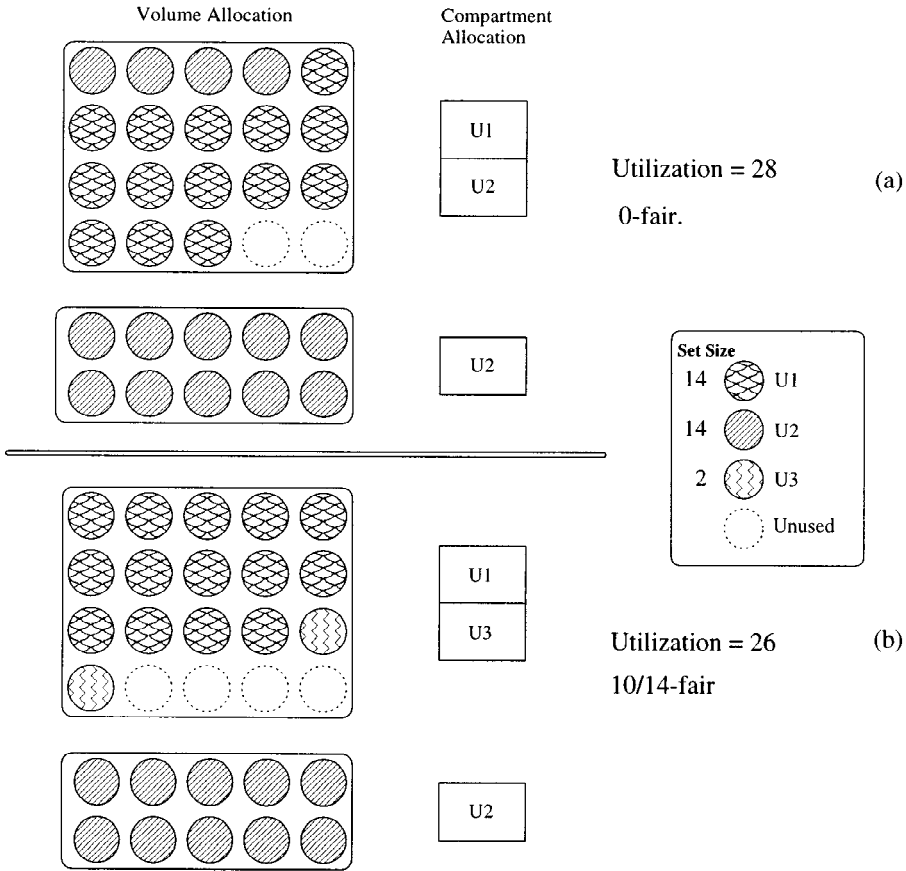 Volume Allocation
Compartment
Allocation
U1
U2
Utilization = 28
0-fair.
(a)
U2
Set Size
14 U1
14 U2
2 U3
Unused
U1
U3
Utilization = 26
10/14-fair
(b)
U2